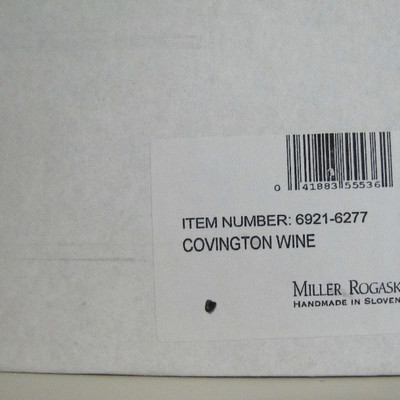 0 41883 55536
ITEM NUMBER: 6921-6277
COVINGTON WINE
MILLER ROGASK
HANDMADE IN SLOVEN